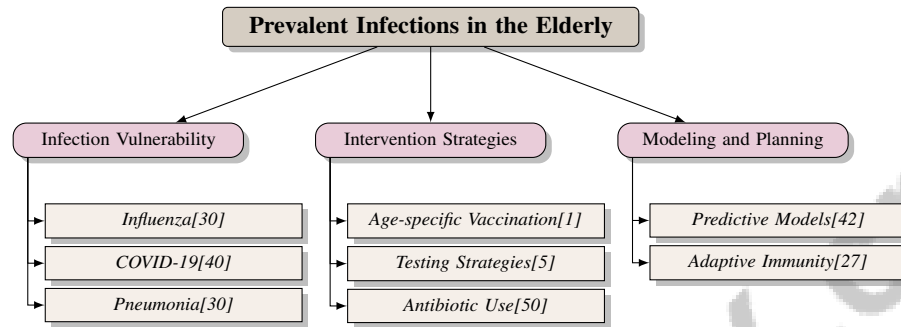 Prevalent Infections in the Elderly
Infection Vulnerability
Intervention Strategies
Modeling and Planning
Influenza[30]
Age-specific Vaccination[1]
Predictive Models[42]
COVID-19[40]
Testing Strategies[5]
Adaptive Immunity[27]
Pneumonia[30]
Antibiotic Use[50]